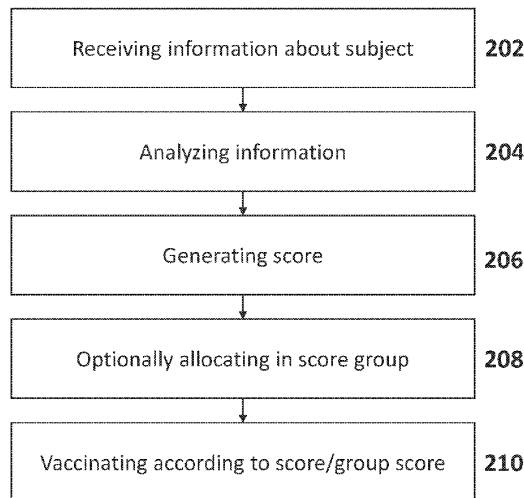 Receiving information about subject 202
Analyzing information 204
Generating score 206
Optionally allocating in score group 208
Vaccinating according to score/group score 210